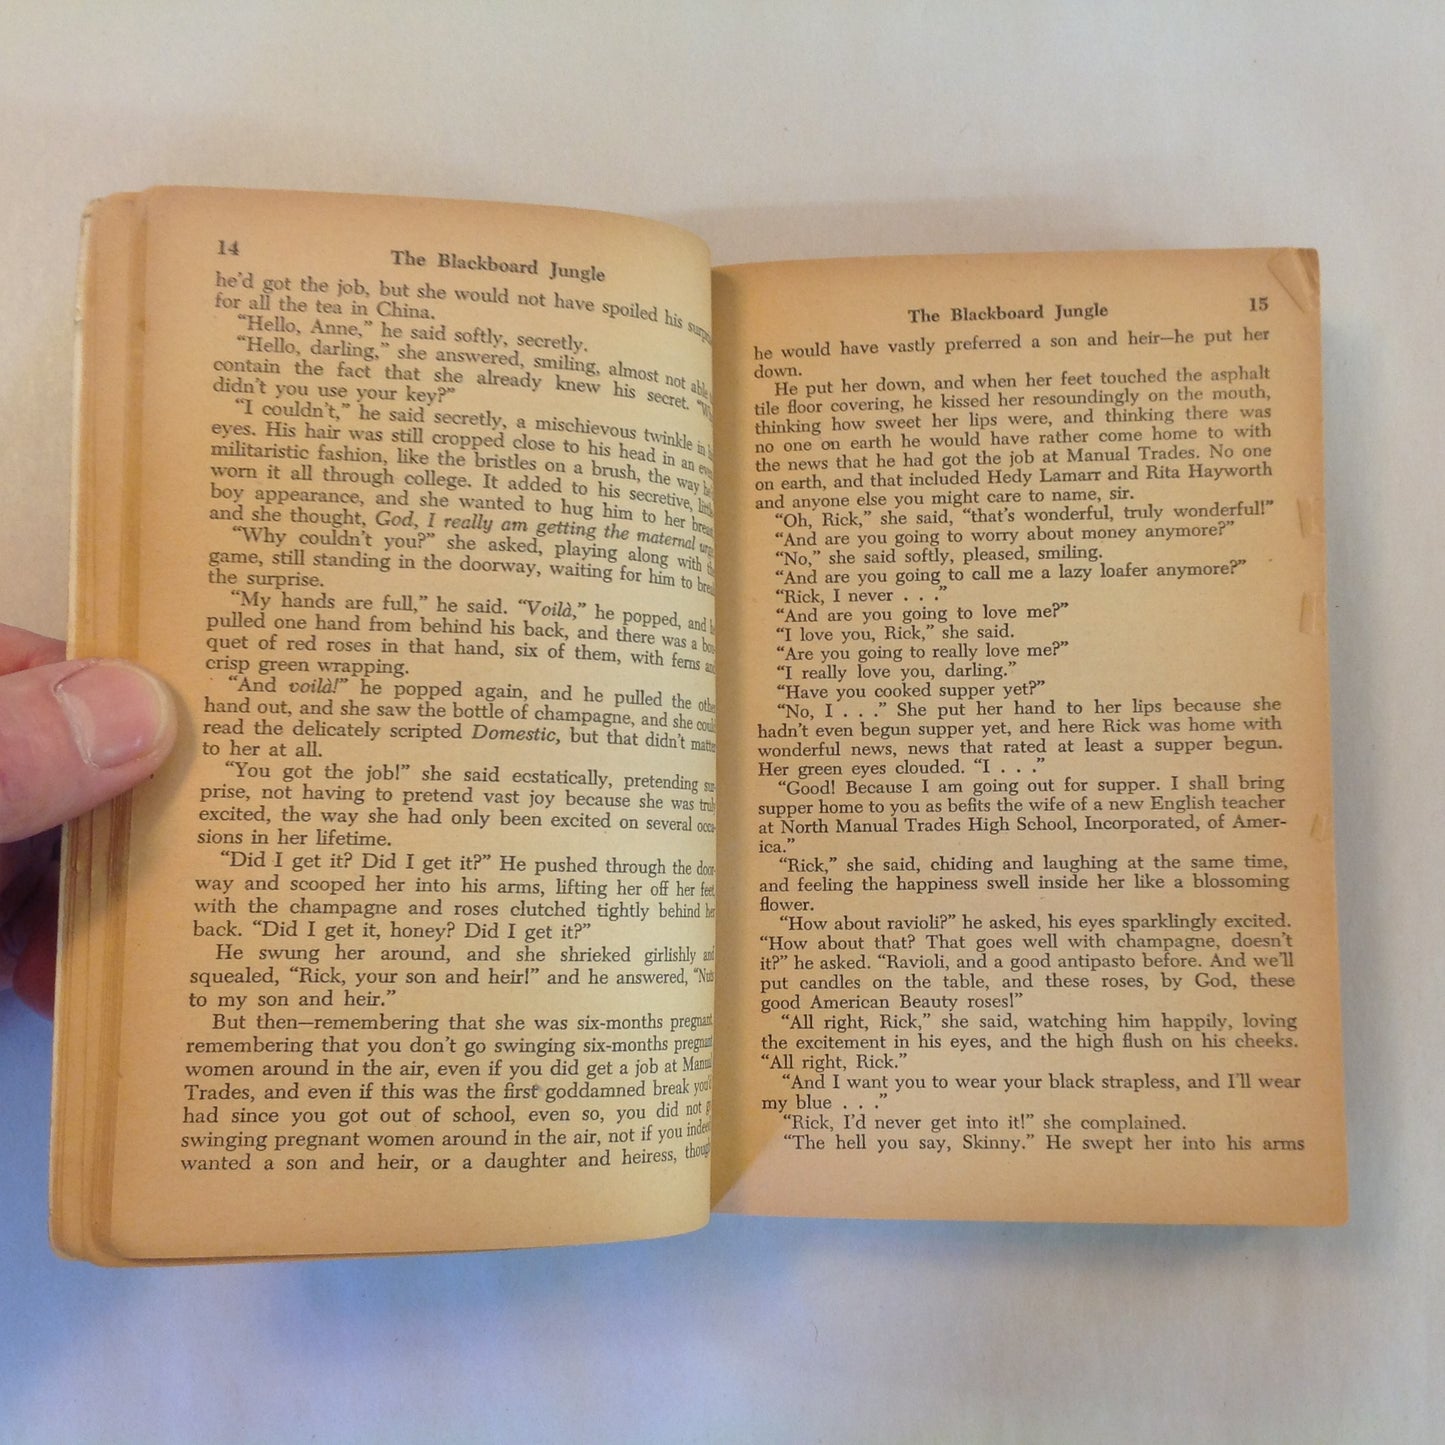 14
The Blackboard Jungle
he'd got the job, but she would not have spoiled his
for all the tea in China.
“Hello, Anne,” he said softly, secretly.
“Hello, darling,” she answered, smiling, almost not able
contain the fact that she already knew his secret.
didn't you use your key?”
“I couldn't,” he said secretly, a mischievous twinkle in
eyes. His hair was still cropped close to his head in an
militaristic fashion, like the bristles on a brush, the way
worn it all through college. It added to his secretive,
boy appearance, and she wanted to hug him to her
and she thought, God, I really am getting the maternal
“Why couldn't you?” she asked, playing along with
game, still standing in the doorway, waiting for him to
the surprise.
“My hands are full,” he said. “Voilà,” he popped, and
pulled one hand from behind his back, and there was a
quet of red roses in that hand, six of them, with ferns
crisp green wrapping.
“And voilà!” he popped again, and he pulled the
hand out, and she saw the bottle of champagne, and she
read the delicately scripted Domestic, but that didn't
to her at all.
“You got the job!” she said ecstatically, pretending
prise, not having to pretend vast joy because she was
excited, the way she had only been excited on several
sions in her lifetime.
“Did I get it? Did I get it?” He pushed through the door-
way and scooped her into his arms, lifting her off her feet,
with the champagne and roses clutched tightly behind her
back. “Did I get it, honey? Did I get it?”
He swung her around, and she shrieked girlishly and
squealed, “Rick, your son and heir!” and he answered,
to my son and heir.”
But then—remembering that she was six-months pregnant,
remembering that you don't go swinging six-months pregnant
women around in the air, even if you did get a job at
Trades, and even if this was the first goddamned break
had since you got out of school, even so, you did not
swinging pregnant women around in the air, not if you
wanted a son and heir, or a daughter and heiress,
The Blackboard Jungle
15
he would have vastly preferred a son and heir—he put her
down.
He put her down, and when her feet touched the asphalt
tile floor covering, he kissed her resoundingly on the mouth,
thinking how sweet her lips were, and thinking there was
no one on earth he would have rather come home to with
the news that he had got the job at Manual Trades. No one
on earth, and that included Hedy Lamarr and Rita Hayworth
and anyone else you might care to name, sir.
“Oh, Rick,” she said, “that's wonderful, truly wonderful!”
“And are you going to worry about money anymore?”
“No,” she said softly, pleased, smiling.
“And are you going to call me a lazy loafer anymore?”
“Rick, I never . . .”
“And are you going to love me?”
“I love you, Rick,” she said.
“Are you going to really love me?”
“I really love you, darling.”
“Have you cooked supper yet?”
“No, I . . .” She put her hand to her lips because she
hadn't even begun supper yet, and here Rick was home with
wonderful news, news that rated at least a supper begun.
Her green eyes clouded. “I . . .”
“Good! Because I am going out for supper. I shall bring
supper home to you as befits the wife of a new English teacher
at North Manual Trades High School, Incorporated, of Amer-
ica.”
“Rick,” she said, chiding and laughing at the same time,
and feeling the happiness swell inside her like a blossoming
flower.
“How about ravioli?” he asked, his eyes sparklingly excited.
“How about that? That goes well with champagne, doesn't
it?” he asked. “Ravioli, and a good antipasto before. And we'll
put candles on the table, and these roses, by God, these
good American Beauty roses!”
“All right, Rick,” she said, watching him happily, loving
the excitement in his eyes, and the high flush on his cheeks.
“All right, Rick.”
“And I want you to wear your black strapless, and I'll wear
my blue . . .”
“Rick, I'd never get into it!” she complained.
“The hell you say, Skinny.” He swept her into his arms